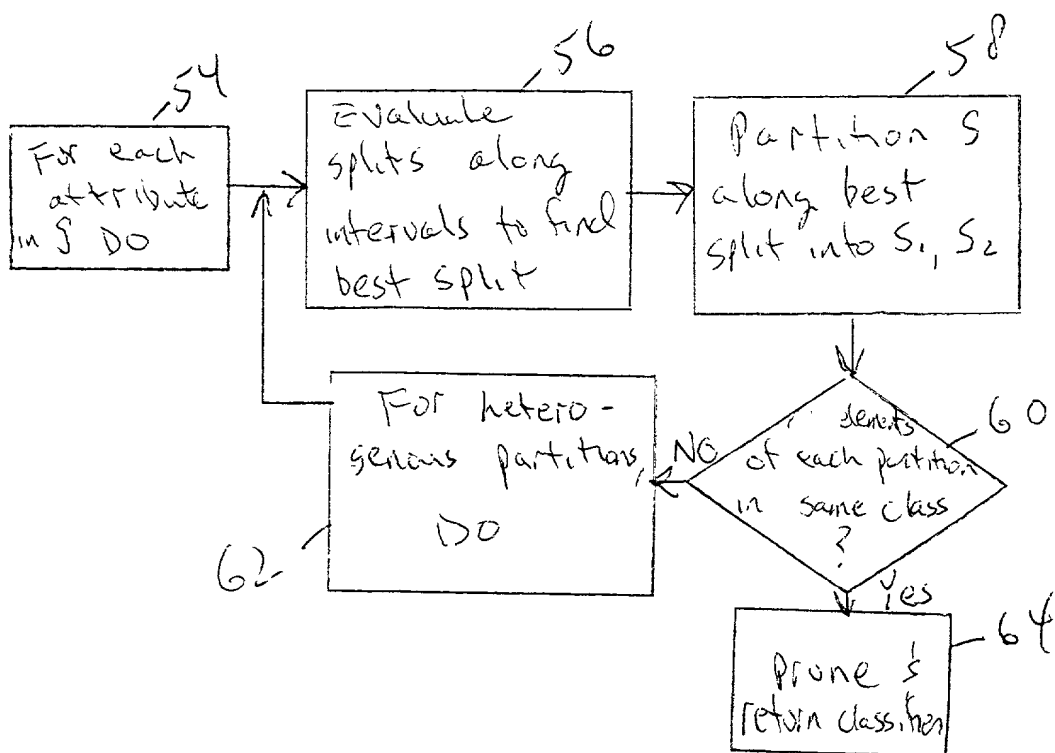 54
For each
attribute
in S DO
56
Evaluate
splits along
intervals to find
best split
58
Partition S
along best
split into S1, S2
60
elements
of each partition
in same class
?
NO
62
For hetero-
genous partitions,
DO
Yes
64
prune &
return classifier